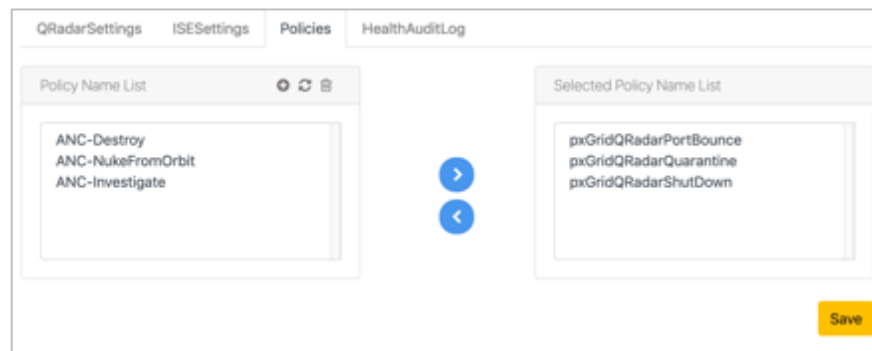 QRadarSettings ISESettings Policies HealthAuditLog
Policy Name List
ANC-Destroy
ANC-NukeFromOrbit
ANC-Investigate
Selected Policy Name List
pxGridQRadarPortBounce
pxGridQRadarQuarantine
pxGridQRadarShutDown
Save